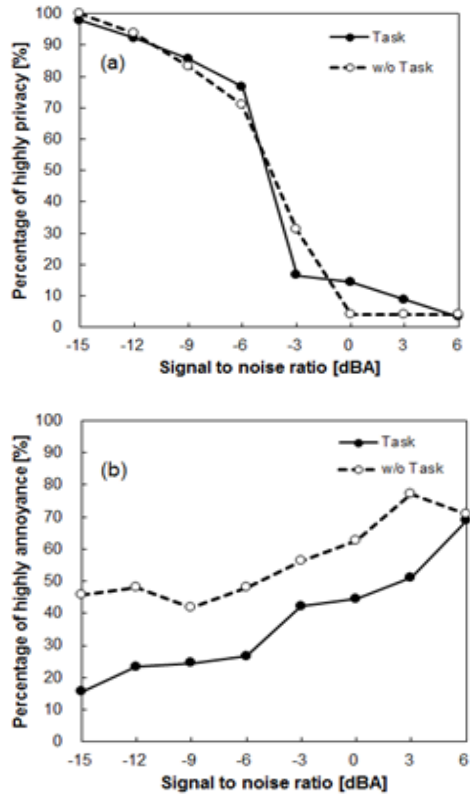 Percentage of highly privacy [%]
100
90
80
70
60
50
40
30
20
10
0
(a)
Task
w/o Task
-15 -12 -9 -6 -3 0 3 6
Signal to noise ratio [dBA]
Percentage of highly annoyance [%]
100
90
80
70
60
50
40
30
20
10
0
(b)
Task
w/o Task
-15 -12 -9 -6 -3 0 3 6
Signal to noise ratio [dBA]